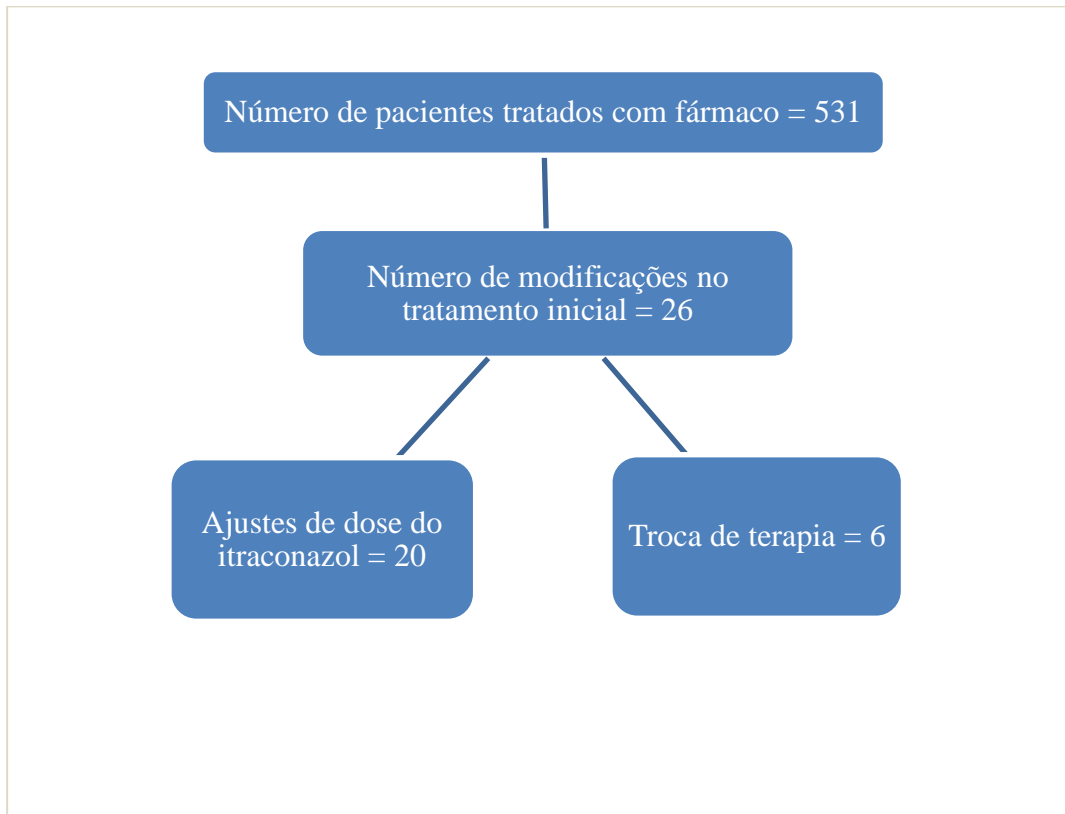 Número de pacientes tratados com fármaco = 531
Número de modificações no
tratamento inicial = 26
Ajustes de dose do
itraconazol = 20
Troca de terapia = 6